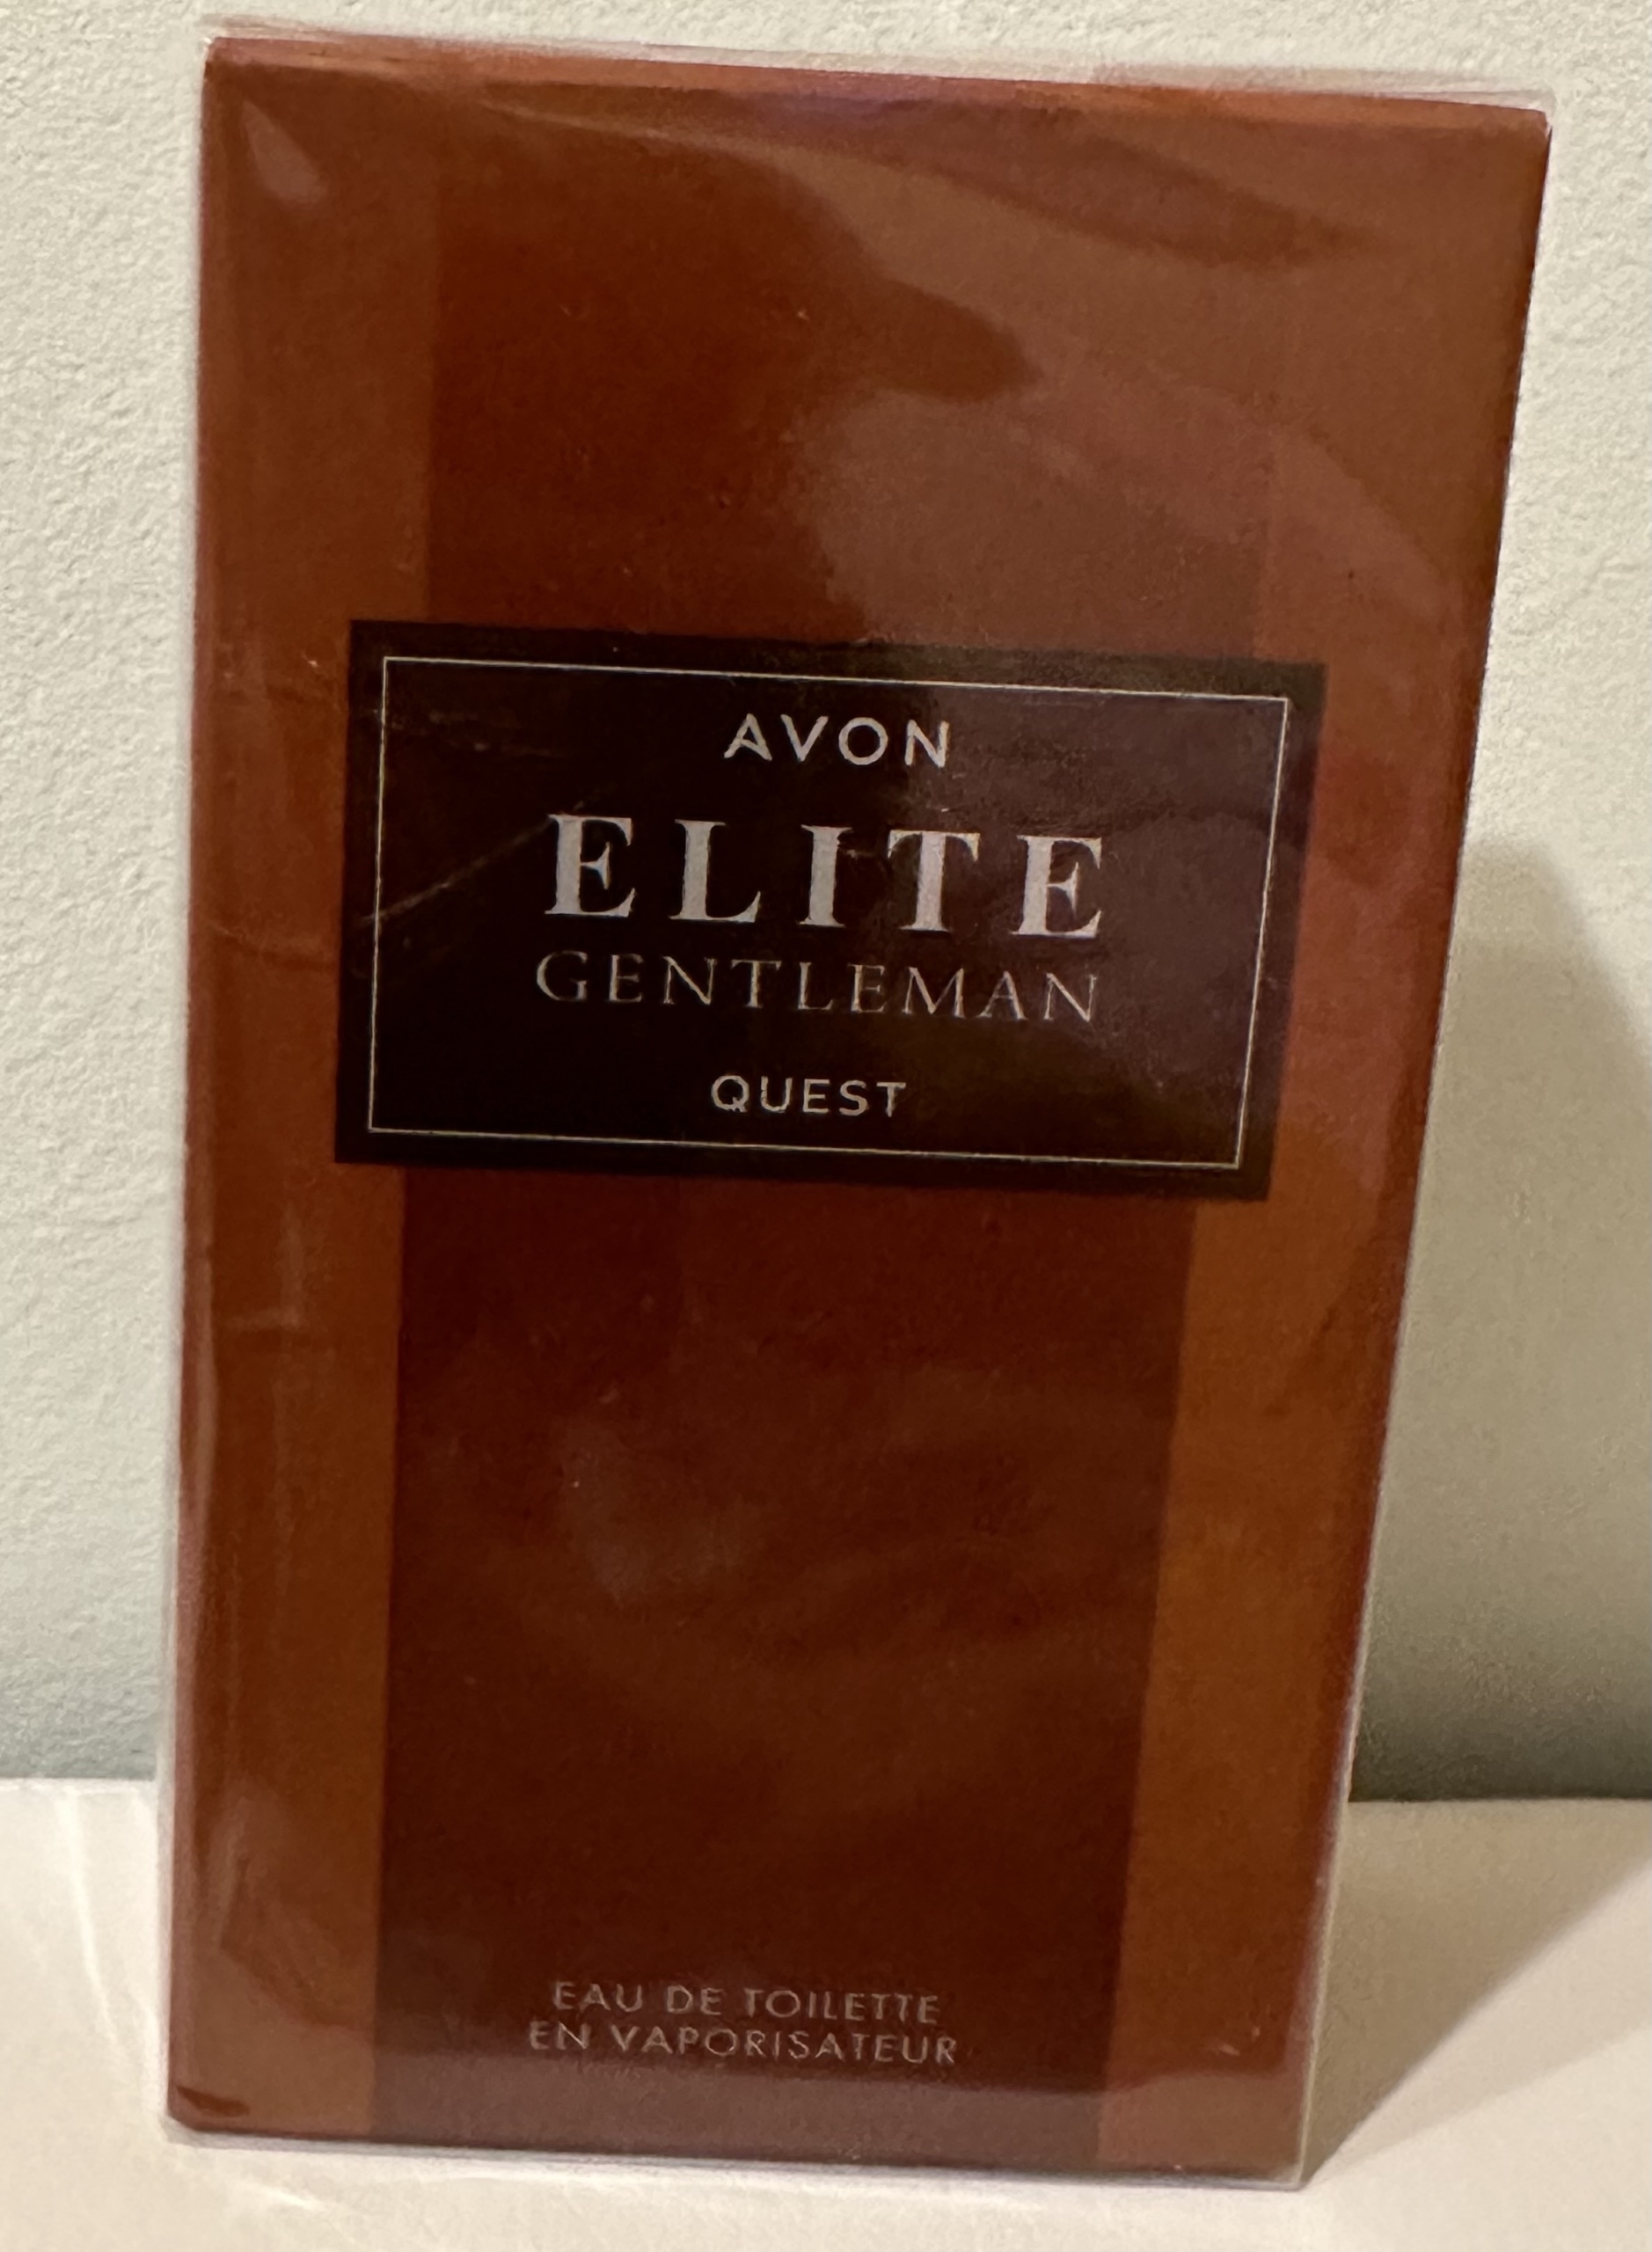 AVON
ELITE
GENTLEMAN
QUEST
EAU DE TOILETTE
EN VAPORISATEUR